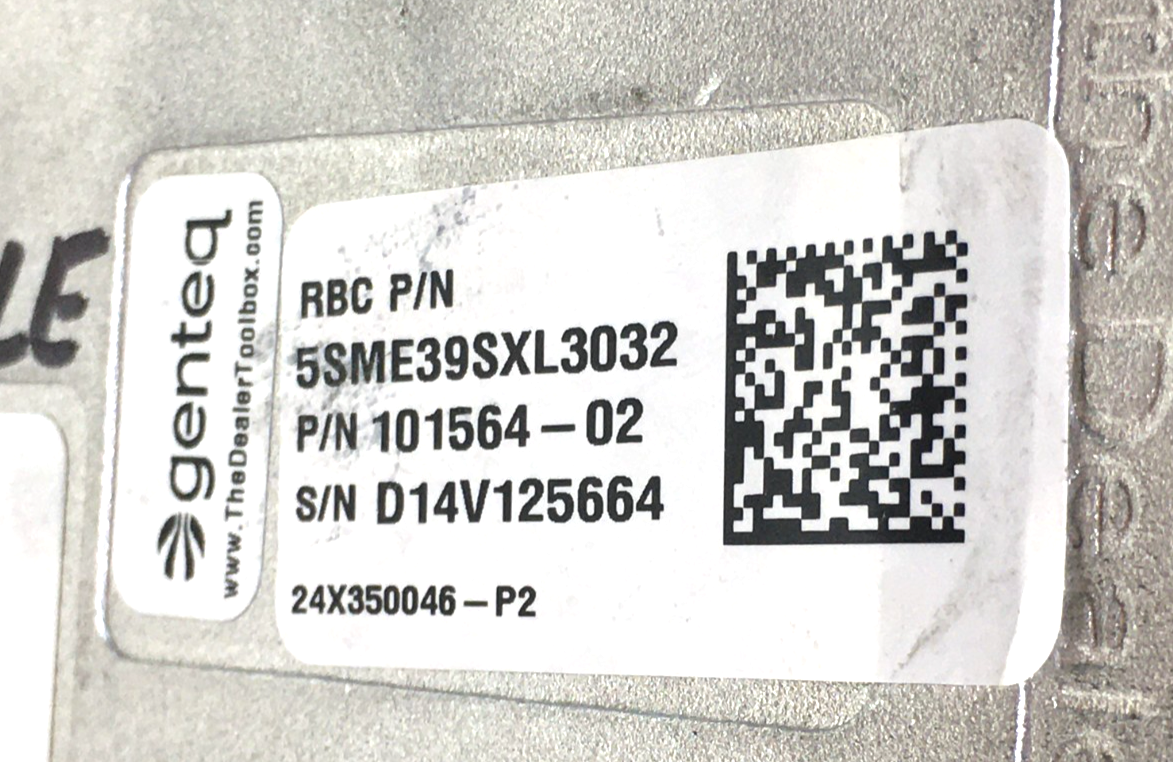 LE
genteq
www.TheDealerToolbox.com
RBC P/N
5SME39SXL3032
P/N 101564-02
S/N D14V125664
24X350046-P2